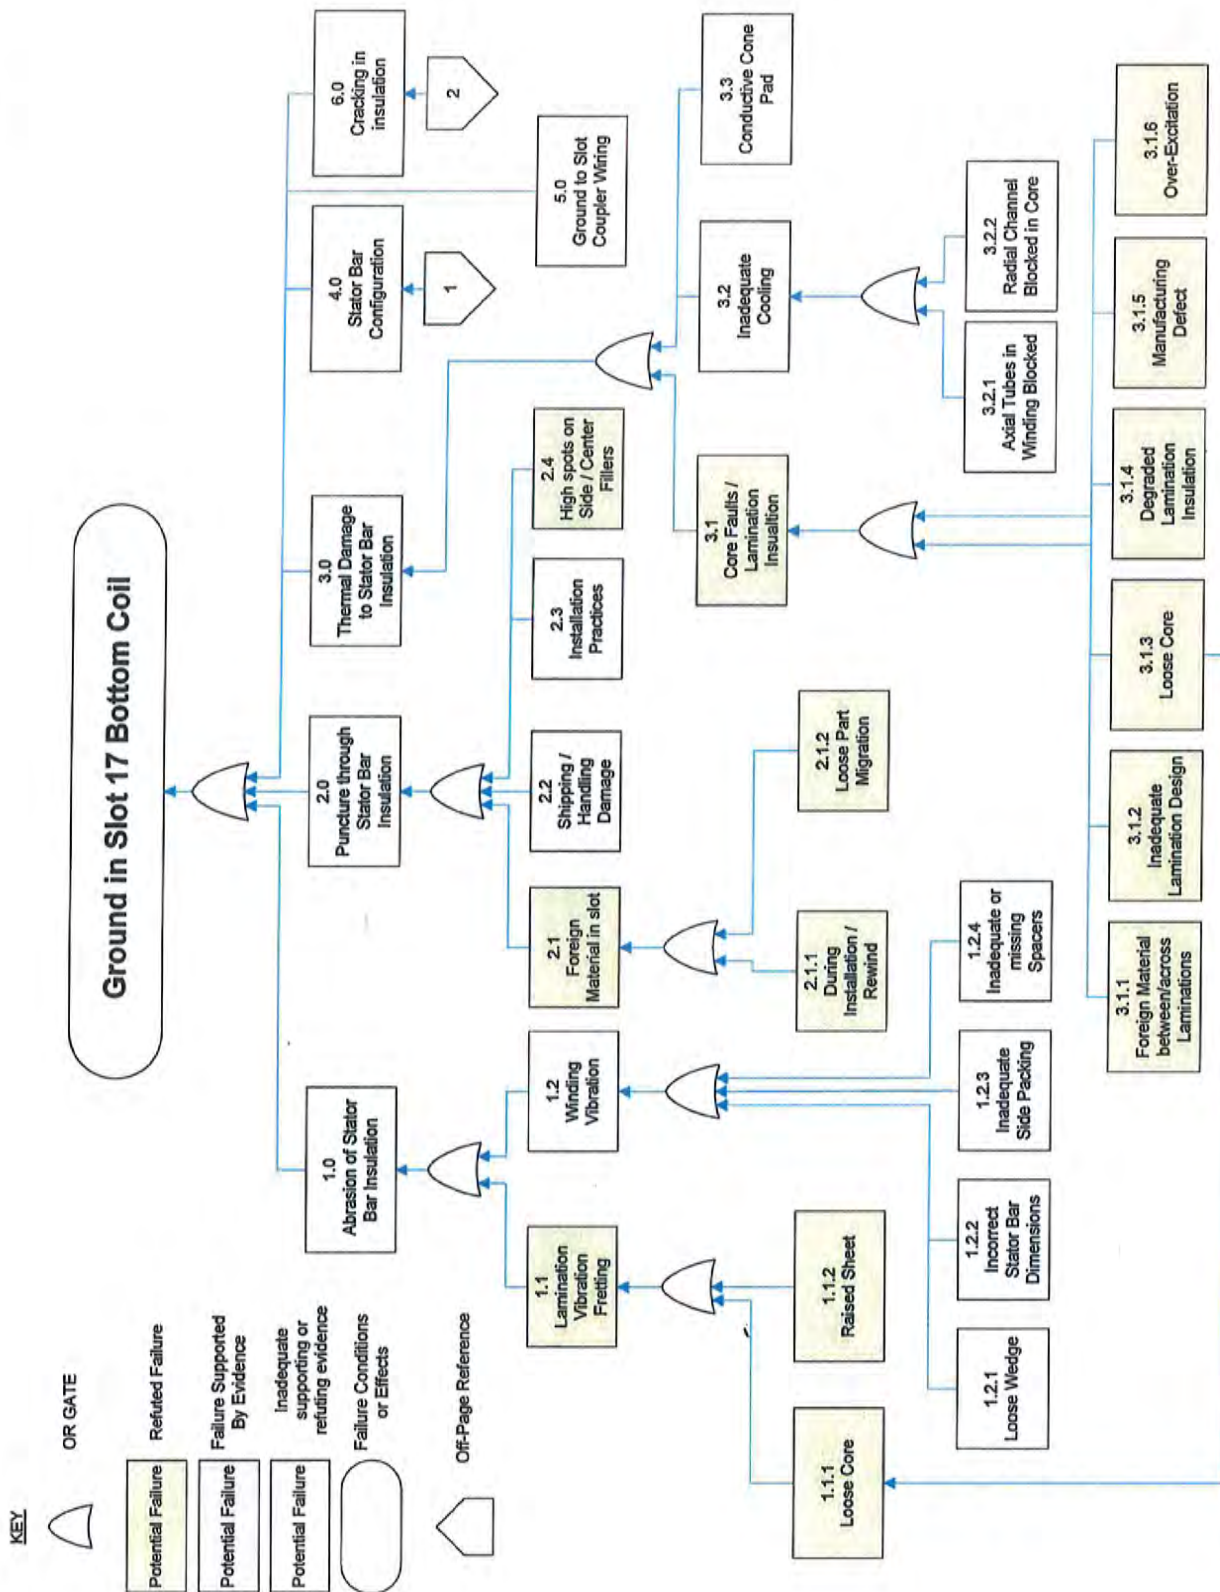 Ground in Slot 17 Bottom Coil
KEY
OR GATE
Potential Failure
Refuted Failure
Potential Failure
Failure Supported
By Evidence
Potential Failure
Inadequate
supporting or
refuting evidence
Failure Conditions
or Effects
Off-Page Reference
1.0
Abrasion of Stator
Bar Insulation
2.0
Puncture through
Stator Bar
Insulation
3.0
Thermal Damage
to Stator Bar
Insulation
4.0
Stator Bar
Configuration
6.0
Cracking in
insulation
1
2
5.0
Ground to Slot
Coupler Wiring
1.1
Lamination
Vibration
Fretting
1.2
Winding
Vibration
2.1
Foreign
Material in slot
2.2
Shipping /
Handling
Damage
2.3
Installation
Practices
2.4
High spots on
Side / Center
Fillers
3.1
Core Faults /
Lamination
Insualtion
3.2
Inadequate
Cooling
3.3
Conductive Cone
Pad
1.1.1
Loose Core
1.1.2
Raised Sheet
2.1.1
During
Installation /
Rewind
2.1.2
Loose Part
Migration
1.2.1
Loose Wedge
1.2.2
Incorrect
Stator Bar
Dimensions
1.2.3
Inadequate
Side Packing
1.2.4
Inadequate or
missing
Spacers
3.2.1
Axial Tubes in
Winding Blocked
3.2.2
Radial Channel
Blocked in Core
3.1.1
Foreign Material
between/across
Laminations
3.1.2
Inadequate
Lamination Design
3.1.3
Loose Core
3.1.4
Degraded
Lamination
Insulation
3.1.5
Manufacturing
Defect
3.1.6
Over-Excitation